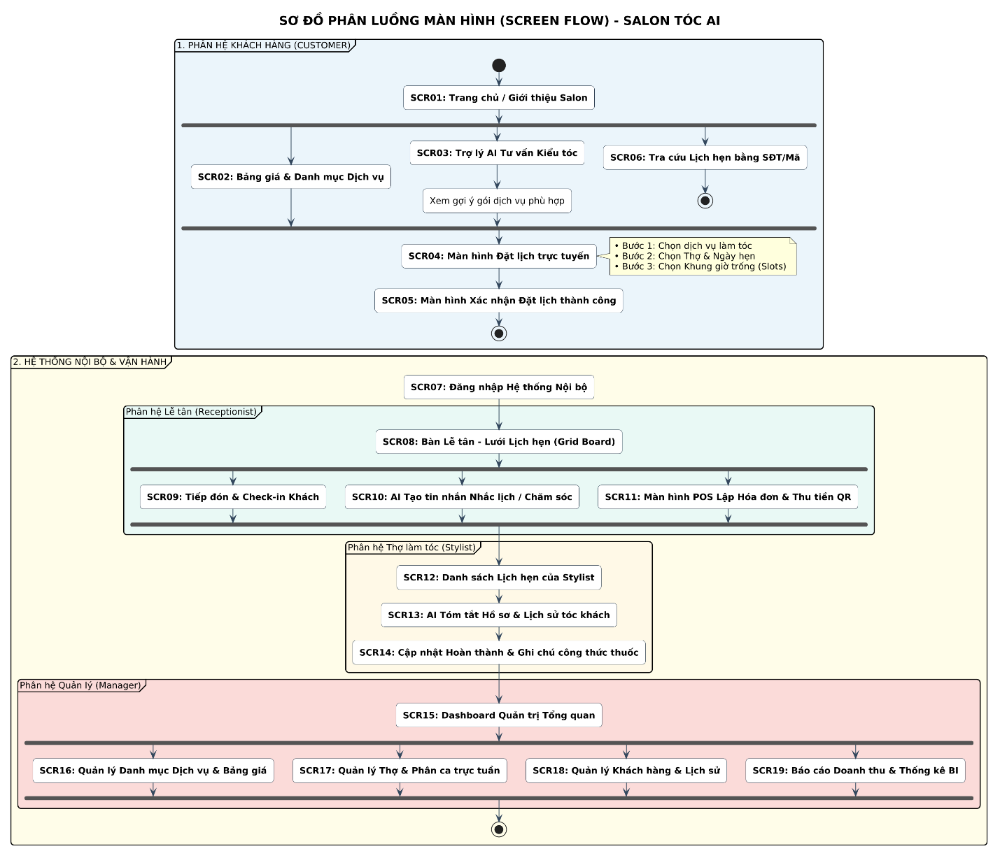 SƠ ĐỒ PHÂN LUỒNG MÀN HÌNH (SCREEN FLOW) - SALON TÓC AI
1. PHÂN HỆ KHÁCH HÀNG (CUSTOMER)
SCR01: Trang chủ / Giới thiệu Salon
SCR02: Bảng giá & Danh mục Dịch vụ
SCR03: Trợ lý AI Tư vấn Kiểu tóc
Xem gợi ý gói dịch vụ phù hợp
SCR06: Tra cứu Lịch hẹn bằng SĐT/Mã
SCR04: Màn hình Đặt lịch trực tuyến
• Bước 1: Chọn dịch vụ làm tóc
• Bước 2: Chọn Thợ & Ngày hẹn
• Bước 3: Chọn Khung giờ trống (Slots)
SCR05: Màn hình Xác nhận Đặt lịch thành công
2. HỆ THỐNG NỘI BỘ & VẬN HÀNH
SCR07: Đăng nhập Hệ thống Nội bộ
Phân hệ Lễ tân (Receptionist)
SCR08: Bàn Lễ tân - Lưới Lịch hẹn (Grid Board)
SCR09: Tiếp đón & Check-in Khách
SCR10: AI Tạo tin nhắn Nhắc lịch / Chăm sóc
SCR11: Màn hình POS Lập Hóa đơn & Thu tiền QR
Phân hệ Thợ làm tóc (Stylist)
SCR12: Danh sách Lịch hẹn của Stylist
SCR13: AI Tóm tắt Hồ sơ & Lịch sử tóc khách
SCR14: Cập nhật Hoàn thành & Ghi chú công thức thuốc
Phân hệ Quản lý (Manager)
SCR15: Dashboard Quản trị Tổng quan
SCR16: Quản lý Danh mục Dịch vụ & Bảng giá
SCR17: Quản lý Thợ & Phân ca trực tuần
SCR18: Quản lý Khách hàng & Lịch sử
SCR19: Báo cáo Doanh thu & Thống kê BI